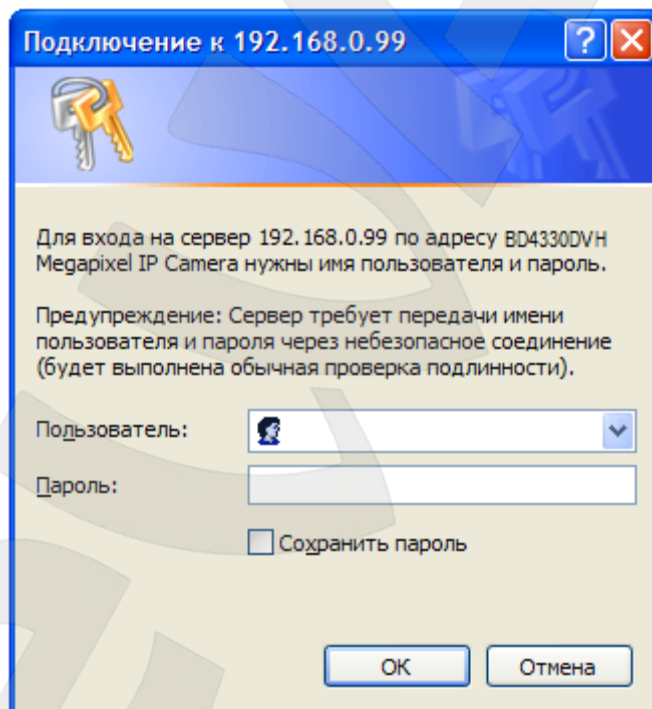 Подключение к 192.168.0.99
Для входа на сервер 192.168.0.99 по адресу BD4330DVH
Megapixel IP Camera нужны имя пользователя и пароль.
Предупреждение: Сервер требует передачи имени
пользователя и пароля через небезопасное соединение
(будет выполнена обычная проверка подлинности).
Пользователь:
Пароль:
Сохранить пароль
ОК Отмена